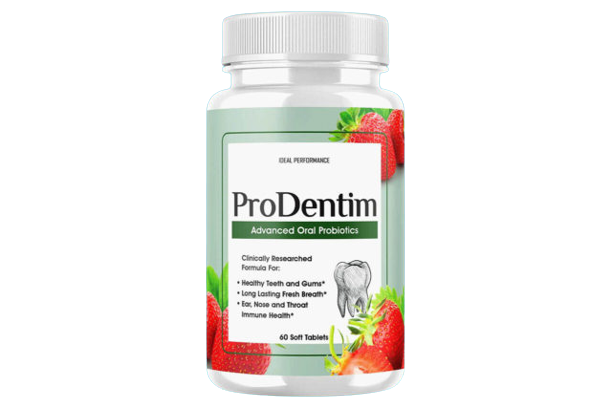 IDEAL PERFORMANCE
ProDentim
Advanced Oral Probiotics
Clinically Researched
Formula For:
• Healthy Teeth and Gums*
• Long Lasting Fresh Breath*
• Ear, Nose and Throat
Immune Health*
60 Soft Tablets